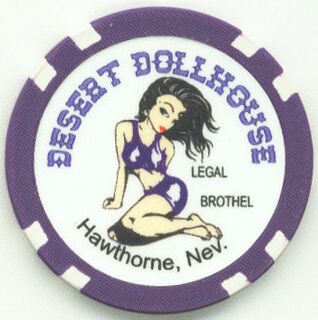 DESERT DOLLHOUSE
LEGAL
BROTHEL
Hawthorne, Nev.